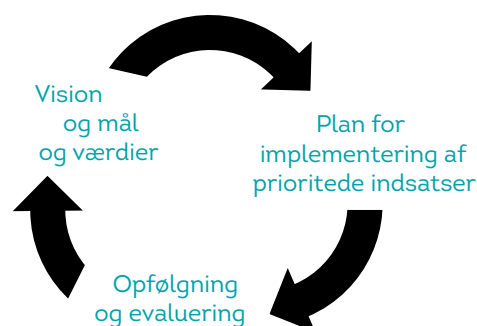 Vision
og mål
og værdier
Plan for
implementering af
prioritede indsatser
Opfølgning
og evaluering